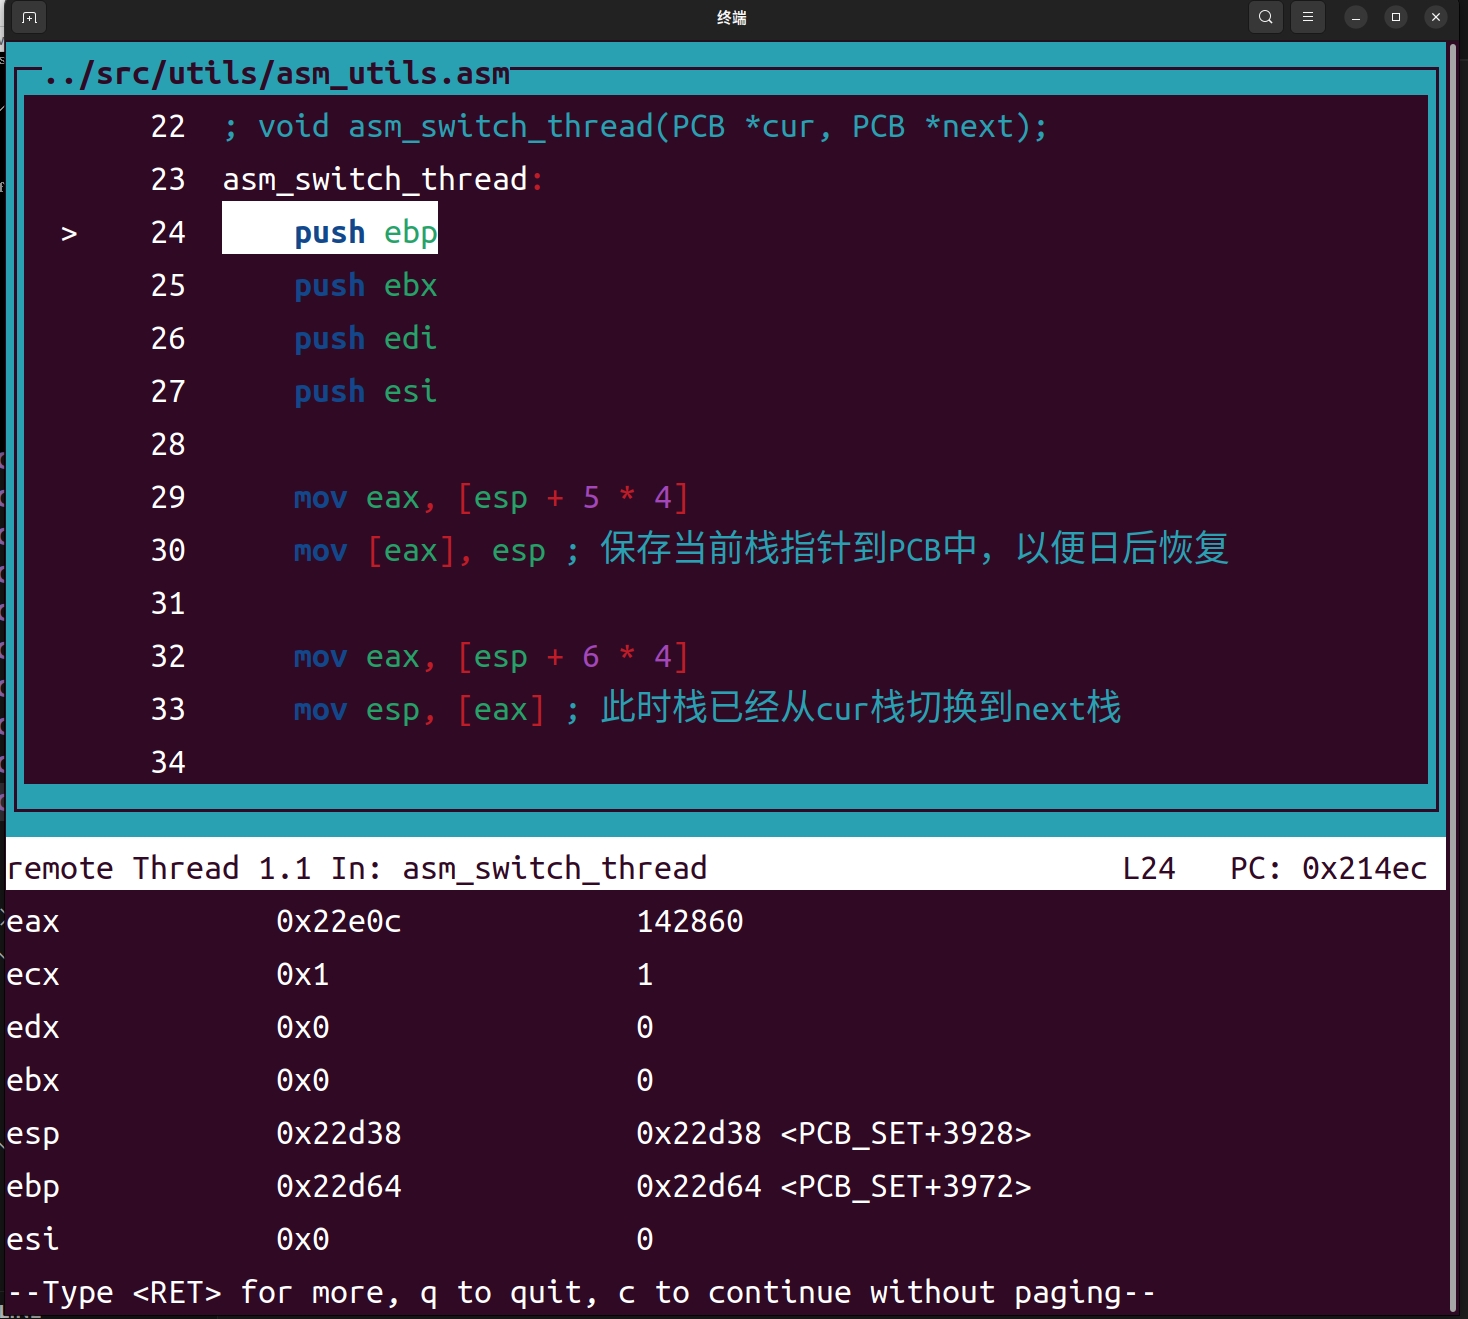 终端
../src/utils/asm_utils.asm
22 ; void asm_switch_thread(PCB *cur, PCB *next);
23 asm_switch_thread:
> 24 push ebp
25 push ebx
26 push edi
27 push esi
28
29 mov eax, [esp + 5 * 4]
30 mov [eax], esp ; 保存当前栈指针到PCB中，以便日后恢复
31
32 mov eax, [esp + 6 * 4]
33 mov esp, [eax] ; 此时栈已经从cur栈切换到next栈
34
remote Thread 1.1 In: asm_switch_thread L24 PC: 0x214ec
eax 0x22e0c 142860
ecx 0x1 1
edx 0x0 0
ebx 0x0 0
esp 0x22d38 0x22d38 <PCB_SET+3928>
ebp 0x22d64 0x22d64 <PCB_SET+3972>
esi 0x0 0
--Type <RET> for more, q to quit, c to continue without paging--